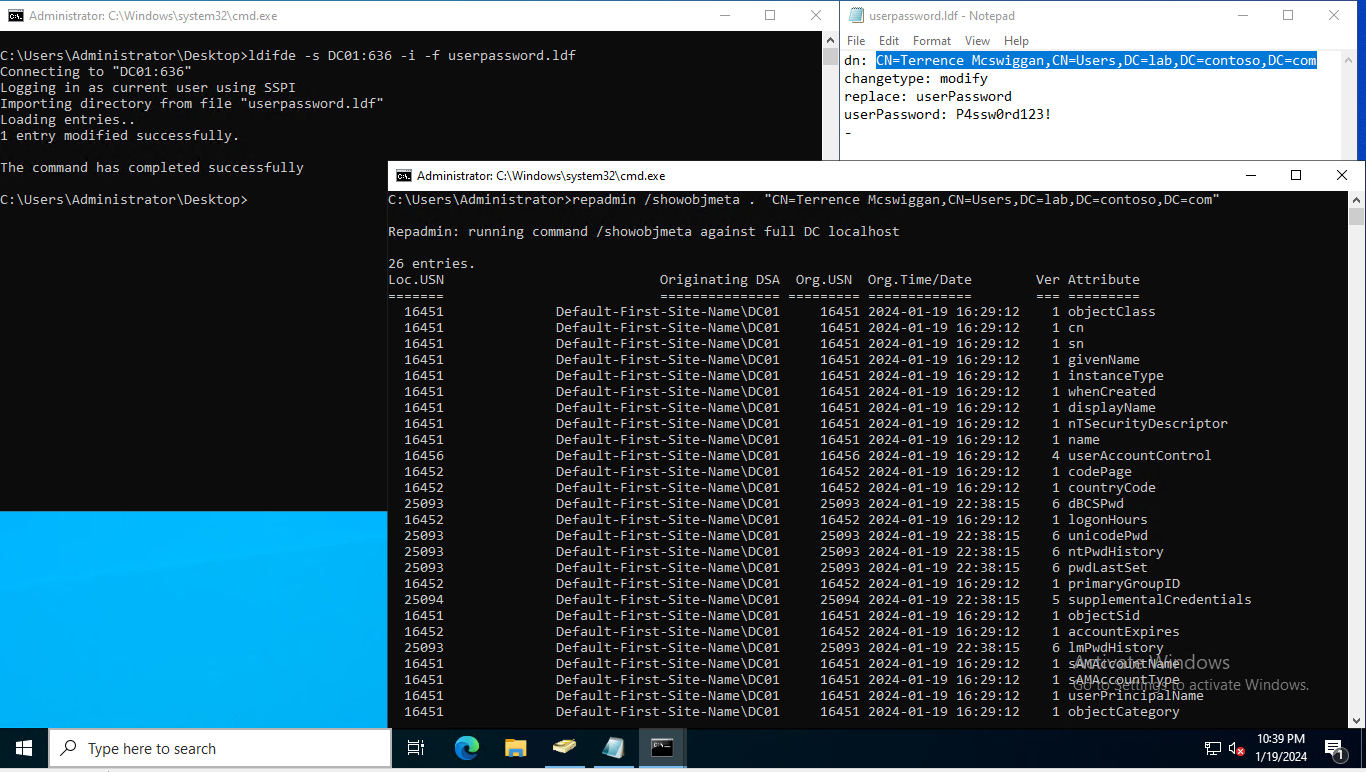 Administrator: C:\Windows\system32\cmd.exe
C:\Users\Administrator\Desktop>ldifde -s DC01:636 -i -f userpassword.ldf
Connecting to "DC01:636"
Logging in as current user using SSPI
Importing directory from file "userpassword.ldf"
Loading entries..
1 entry modified successfully.
The command has completed successfully
C:\Users\Administrator\Desktop>
userpassword.ldf - Notepad
File Edit Format View Help
dn: CN=Terrence Mcswiggan,CN=Users,DC=lab,DC=contoso,DC=com
changetype: modify
replace: userPassword
userPassword: P4ssw0rd123!
-
Administrator: C:\Windows\system32\cmd.exe
C:\Users\Administrator>repadmin /showobjmeta . "CN=Terrence Mcswiggan,CN=Users,DC=lab,DC=contoso,DC=com"
Repadmin: running command /showobjmeta against full DC localhost
26 entries.
Loc.USN Originating DSA Org.USN Org.Time/Date Ver Attribute
======= =============== ========= ============= === =========
16451 Default-First-Site-Name\DC01 16451 2024-01-19 16:29:12 1 objectClass
16451 Default-First-Site-Name\DC01 16451 2024-01-19 16:29:12 1 cn
16451 Default-First-Site-Name\DC01 16451 2024-01-19 16:29:12 1 sn
16451 Default-First-Site-Name\DC01 16451 2024-01-19 16:29:12 1 givenName
16451 Default-First-Site-Name\DC01 16451 2024-01-19 16:29:12 1 instanceType
16451 Default-First-Site-Name\DC01 16451 2024-01-19 16:29:12 1 whenCreated
16451 Default-First-Site-Name\DC01 16451 2024-01-19 16:29:12 1 displayName
16451 Default-First-Site-Name\DC01 16451 2024-01-19 16:29:12 1 nTSecurityDescriptor
16451 Default-First-Site-Name\DC01 16451 2024-01-19 16:29:12 1 name
16456 Default-First-Site-Name\DC01 16456 2024-01-19 16:29:12 4 userAccountControl
16452 Default-First-Site-Name\DC01 16452 2024-01-19 16:29:12 1 codePage
16452 Default-First-Site-Name\DC01 16452 2024-01-19 16:29:12 1 countryCode
25093 Default-First-Site-Name\DC01 25093 2024-01-19 22:38:15 6 dBCSPwd
16452 Default-First-Site-Name\DC01 16452 2024-01-19 16:29:12 1 logonHours
25093 Default-First-Site-Name\DC01 25093 2024-01-19 22:38:15 6 unicodePwd
25093 Default-First-Site-Name\DC01 25093 2024-01-19 22:38:15 6 ntPwdHistory
25093 Default-First-Site-Name\DC01 25093 2024-01-19 22:38:15 6 pwdLastSet
16452 Default-First-Site-Name\DC01 16452 2024-01-19 16:29:12 1 primaryGroupID
25094 Default-First-Site-Name\DC01 25094 2024-01-19 22:38:15 5 supplementalCredentials
16451 Default-First-Site-Name\DC01 16451 2024-01-19 16:29:12 1 objectSid
16452 Default-First-Site-Name\DC01 16452 2024-01-19 16:29:12 1 accountExpires
25093 Default-First-Site-Name\DC01 25093 2024-01-19 22:38:15 6 lmPwdHistory
16451 Default-First-Site-Name\DC01 16451 2024-01-19 16:29:12 1 sAMAccountName
16451 Default-First-Site-Name\DC01 16451 2024-01-19 16:29:12 1 sAMAccountType
16451 Default-First-Site-Name\DC01 16451 2024-01-19 16:29:12 1 userPrincipalName
16451 Default-First-Site-Name\DC01 16451 2024-01-19 16:29:12 1 objectCategory
Activate Windows
Go to Settings to activate Windows.
Type here to search
10:39 PM
1/19/2024
1